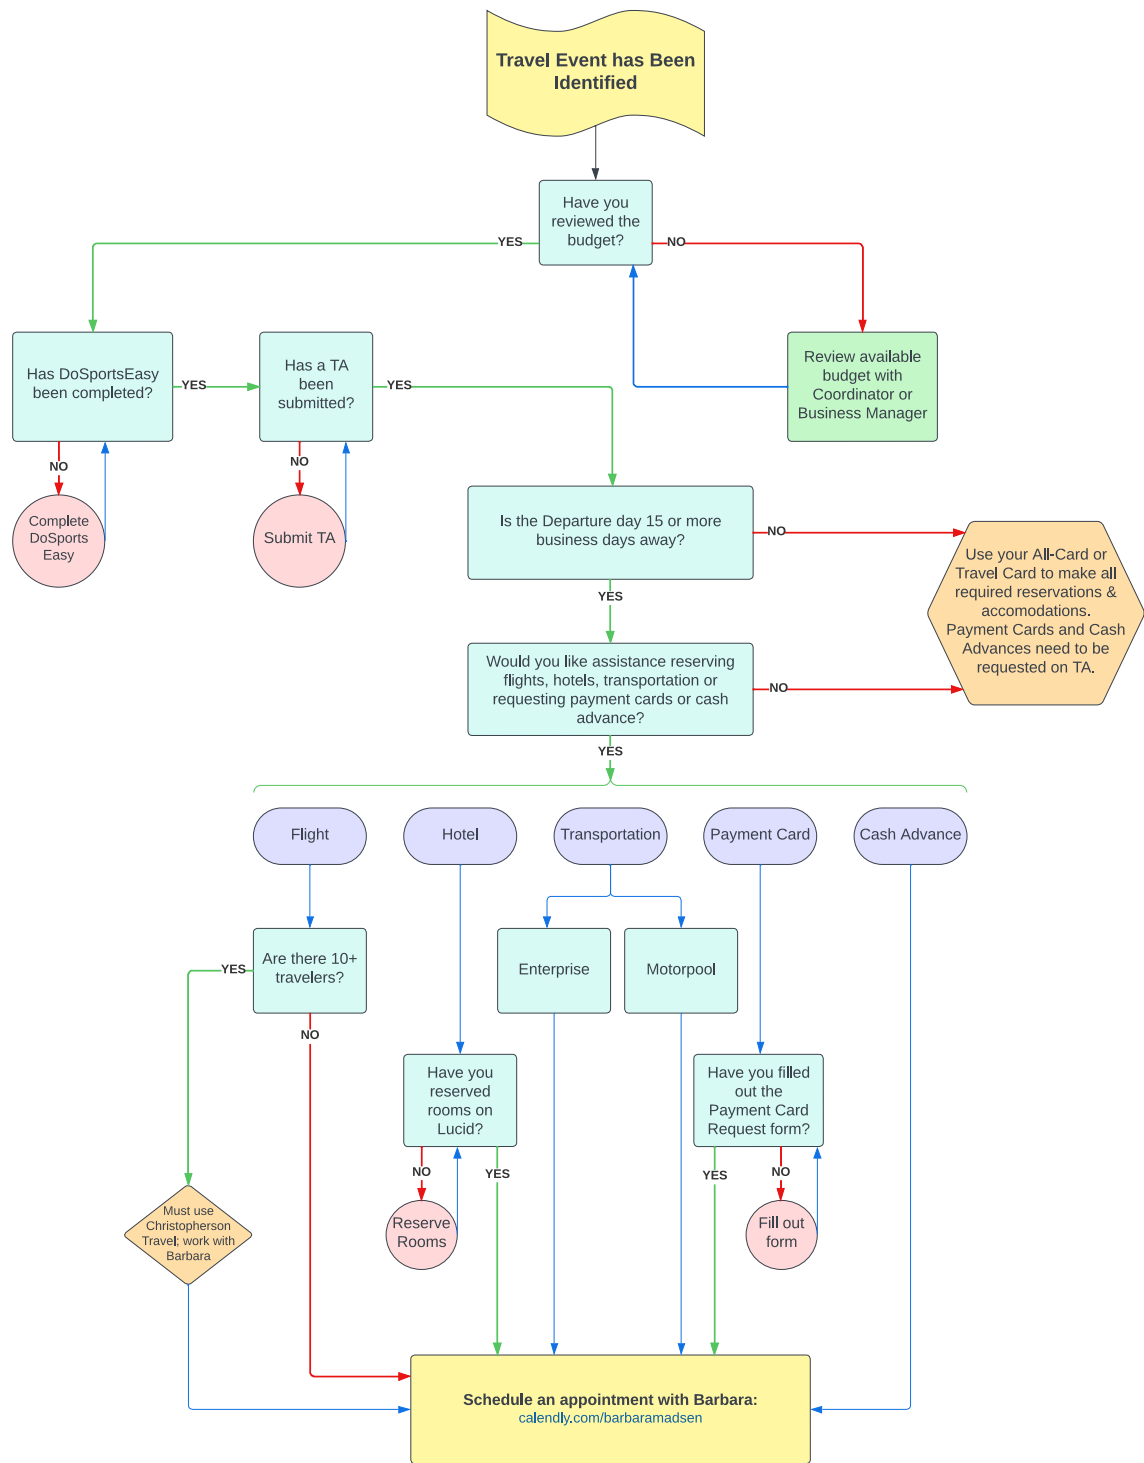 Travel Event has Been
Identified
Have you
reviewed the
budget?
YES
NO
Has DoSportsEasy
been completed?
YES
Has a TA
been
submitted?
YES
Review available
budget with
Coordinator or
Business Manager
NO
NO
Complete
DoSports
Easy
Submit TA
Is the Departure day 15 or more
business days away?
NO
Use your All-Card or
Travel Card to make all
required reservations &
accomodations.
Payment Cards and Cash
Advances need to be
requested on TA.
YES
Would you like assistance reserving
flights, hotels, transportation or
requesting payment cards or cash
advance?
NO
YES
Flight
Hotel
Transportation
Payment Card
Cash Advance
Are there 10+
travelers?
YES
NO
Enterprise
Motorpool
Have you
reserved
rooms on
Lucid?
Have you filled
out the
Payment Card
Request form?
NO
YES
YES
NO
Must use
Christopherson
Travel; work with
Barbara
Reserve
Rooms
Fill out
form
Schedule an appointment with Barbara:
calendly.com/barbaramadsen